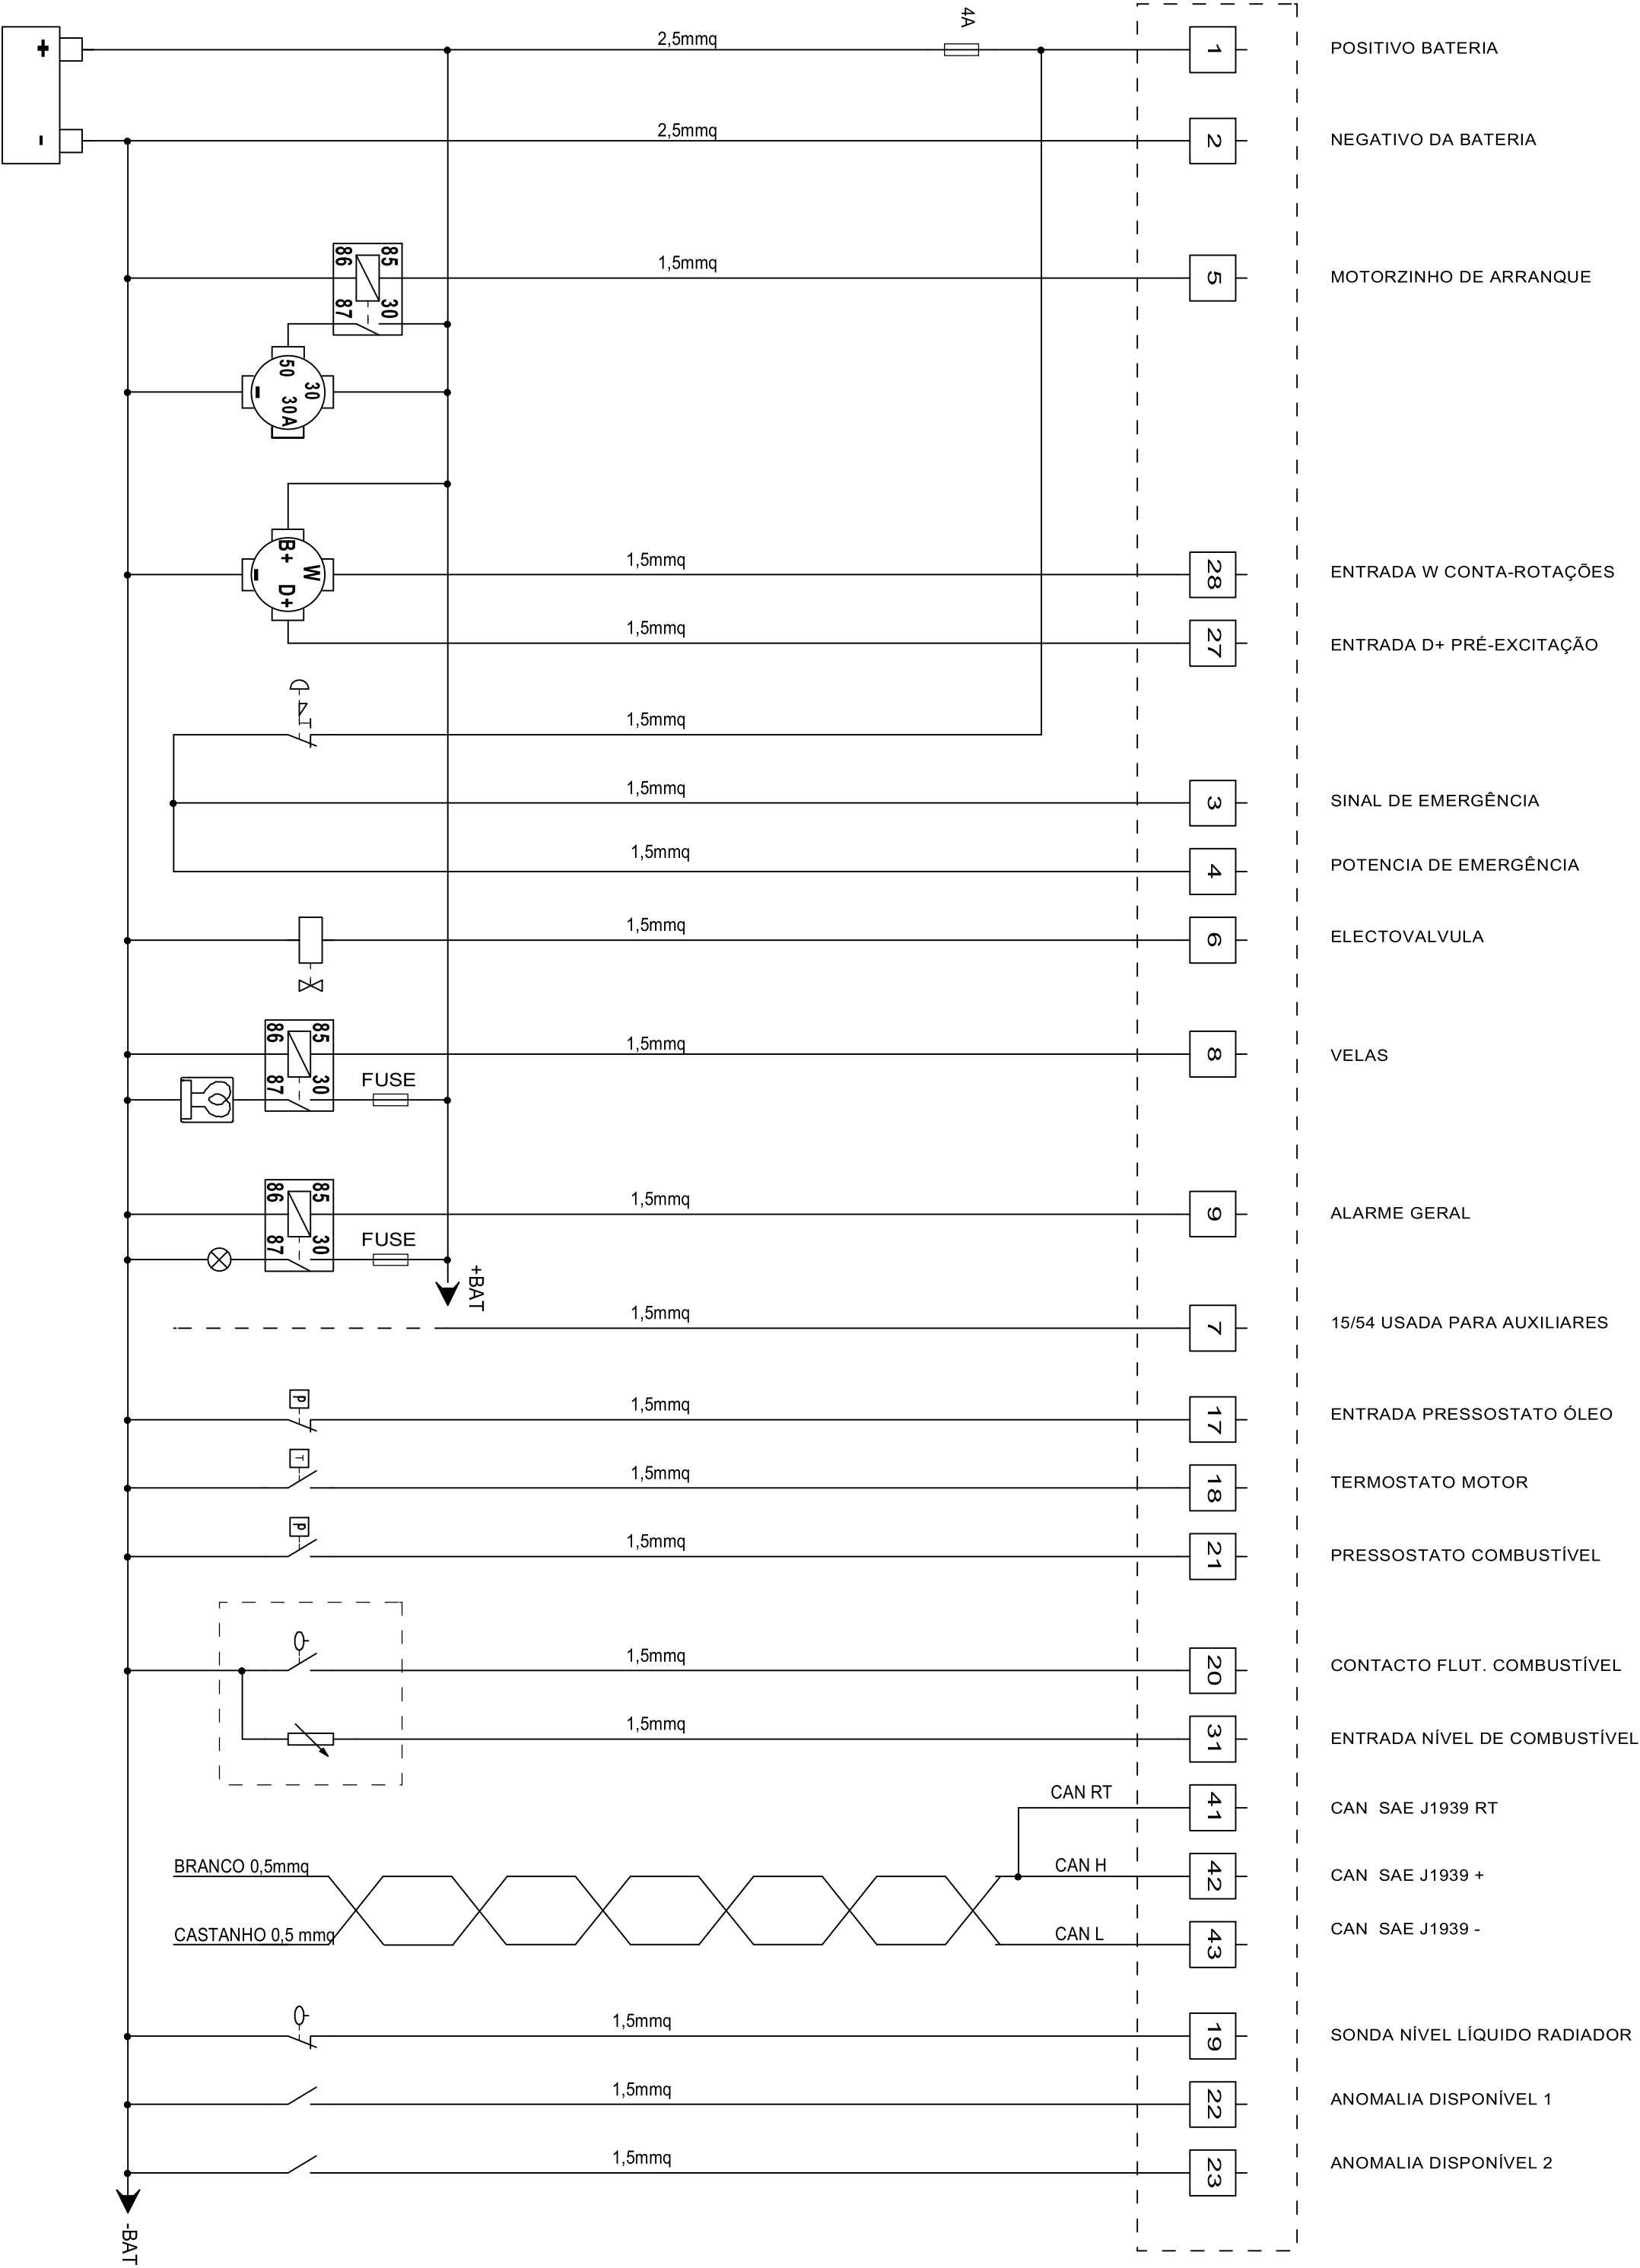 4A
+ 2,5mmq 1 POSITIVO BATERIA
- 2,5mmq 2 NEGATIVO DA BATERIA
86 85
1,5mmq 5 MOTORZINHO DE ARRANQUE
87 30
50
- 30
30A
B+
- W 1,5mmq 28 ENTRADA W CONTA-ROTAÇÕES
D+
1,5mmq 27 ENTRADA D+ PRÉ-EXCITAÇÃO
1,5mmq
1,5mmq 3 SINAL DE EMERGÊNCIA
1,5mmq 4 POTENCIA DE EMERGÊNCIA
1,5mmq 6 ELECTOVALVULA
86 85
1,5mmq 8 VELAS
87 30 FUSE
86 85
1,5mmq 9 ALARME GERAL
87 30 FUSE
+BAT
1,5mmq 7 15/54 USADA PARA AUXILIARES
P
1,5mmq 17 ENTRADA PRESSOSTATO ÓLEO
T
1,5mmq 18 TERMOSTATO MOTOR
P
1,5mmq 21 PRESSOSTATO COMBUSTÍVEL
1,5mmq 20 CONTACTO FLUT. COMBUSTÍVEL
1,5mmq 31 ENTRADA NÍVEL DE COMBUSTÍVEL
CAN RT 41 CAN SAE J1939 RT
BRANCO 0,5mmq CAN H 42 CAN SAE J1939 +
CASTANHO 0,5 mmq CAN L 43 CAN SAE J1939 -
1,5mmq 19 SONDA NÍVEL LÍQUIDO RADIADOR
1,5mmq 22 ANOMALIA DISPONÍVEL 1
1,5mmq 23 ANOMALIA DISPONÍVEL 2
-BAT